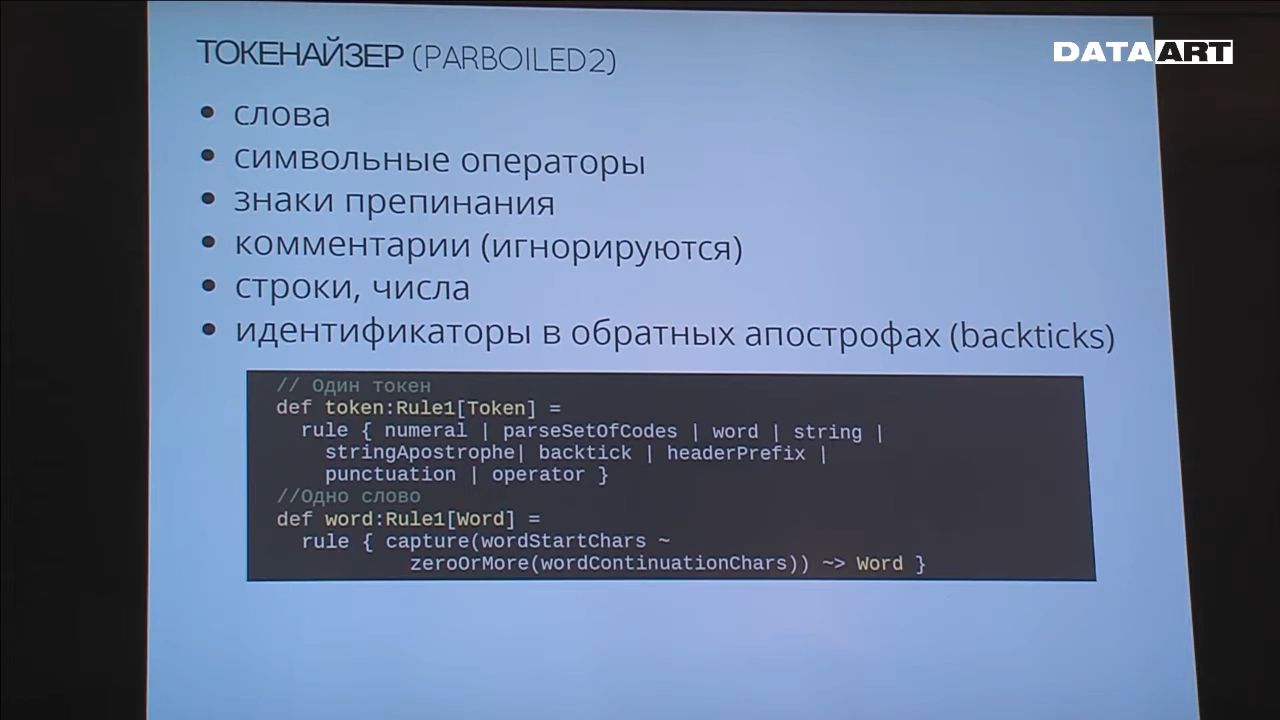 ТОКЕНАЙЗЕР (PARBOILED2)
DATAART
• слова
• символьные операторы
• знаки препинания
• комментарии (игнорируются)
• строки, числа
• идентификаторы в обратных апострофах (backticks)
// Один токен
def token:Rule1[Token] =
rule { numeral | parseSetOfCodes | word | string |
stringApostrophe| backtick | headerPrefix |
punctuation | operator }
//Одно слово
def word:Rule1[Word] =
rule { capture(wordStartChars ~
zeroOrMore(wordContinuationChars)) ~> Word }